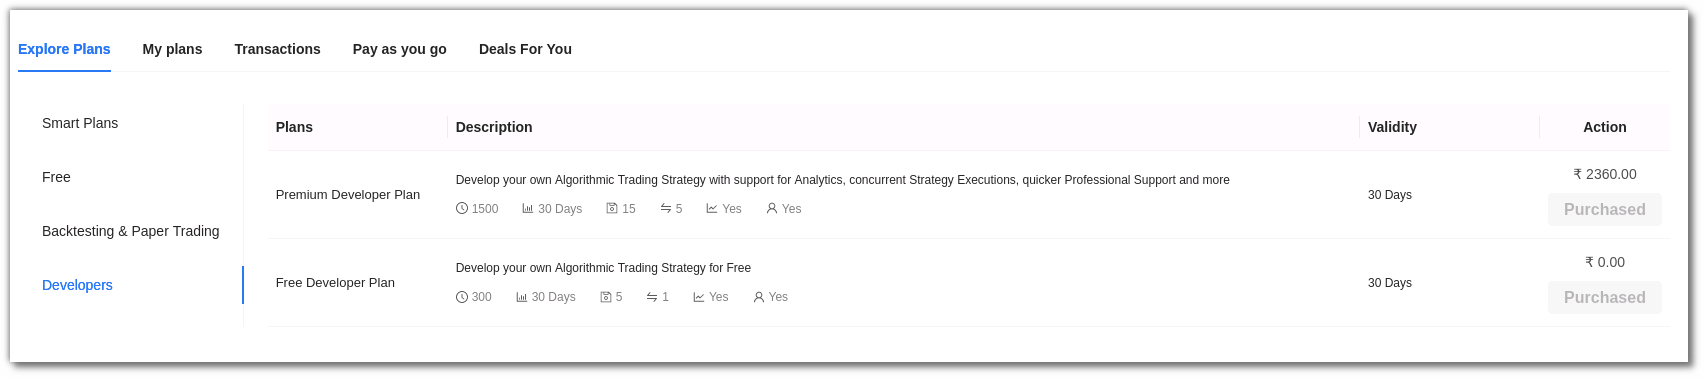 Explore Plans My plans Transactions Pay as you go Deals For You
Smart Plans
Free
Backtesting & Paper Trading
Developers
Plans Description Validity Action
Premium Developer Plan
Develop your own Algorithmic Trading Strategy with support for Analytics, concurrent Strategy Executions, quicker Professional Support and more
1500 30 Days 15 5 Yes Yes
30 Days
₹ 2360.00
Purchased
Free Developer Plan
Develop your own Algorithmic Trading Strategy for Free
300 30 Days 5 1 Yes Yes
30 Days
₹ 0.00
Purchased